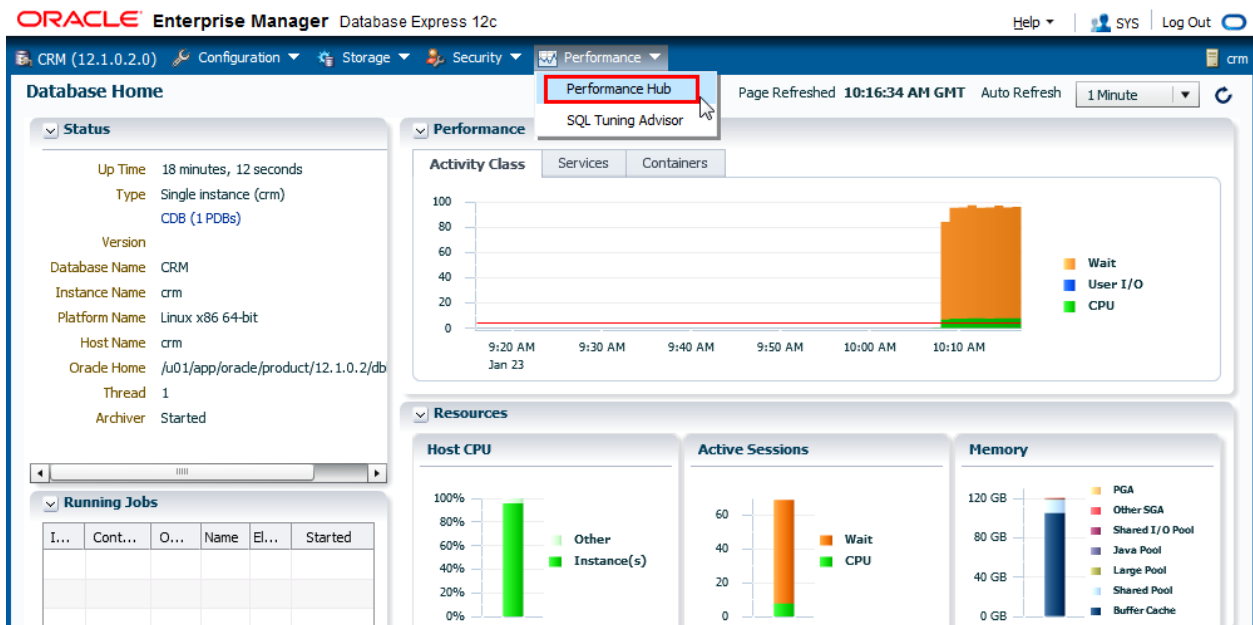 ORACLE Enterprise Manager Database Express 12c
Help SYS Log Out
CRM (12.1.0.2.0) Configuration Storage Security Performance crm
Performance Hub
SQL Tuning Advisor
Database Home
Page Refreshed 10:16:34 AM GMT Auto Refresh 1 Minute
Status
Up Time 18 minutes, 12 seconds
Type Single instance (crm)
CDB (1 PDBs)
Version
Database Name CRM
Instance Name crm
Platform Name Linux x86 64-bit
Host Name crm
Oracle Home /u01/app/oracle/product/12.1.0.2/db
Thread 1
Archiver Started
Running Jobs
I... Cont... O... Name El... Started
Performance
Activity Class Services Containers
100
80
60
40
20
0
9:20 AM 9:30 AM 9:40 AM 9:50 AM 10:00 AM 10:10 AM
Jan 23
Wait
User I/O
CPU
Resources
Host CPU
100%
80%
60%
40%
20%
0%
Other
Instance(s)
Active Sessions
60
40
20
0
Wait
CPU
Memory
120 GB
80 GB
40 GB
0 GB
PGA
Other SGA
Shared I/O Pool
Java Pool
Large Pool
Shared Pool
Buffer Cache